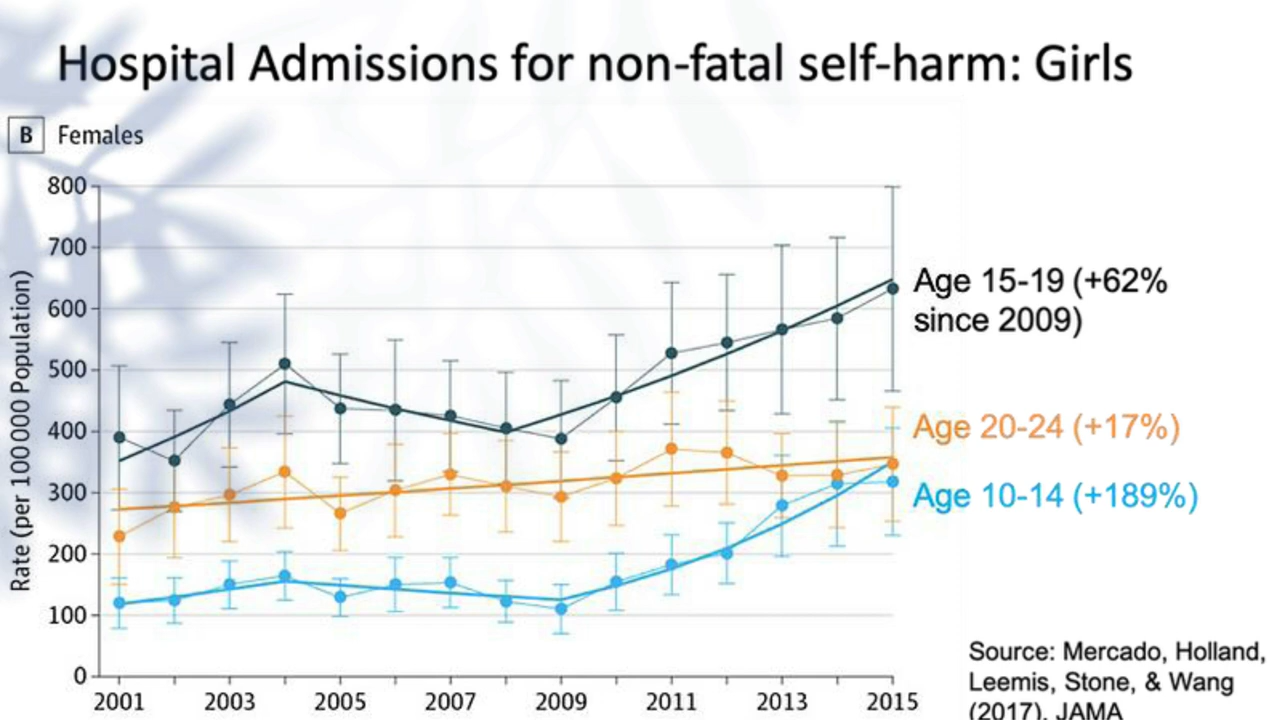 Hospital Admissions for non-fatal self-harm: Girls
B Females
800
700
600
500
400
300
200
100
0
Rate (per 100 000 Population)
2001 2003 2005 2007 2009 2011 2013 2015
Age 15-19 (+62%
since 2009)
Age 20-24 (+17%)
Age 10-14 (+189%)
Source: Mercado, Holland,
Leemis, Stone, & Wang
(2017), JAMA